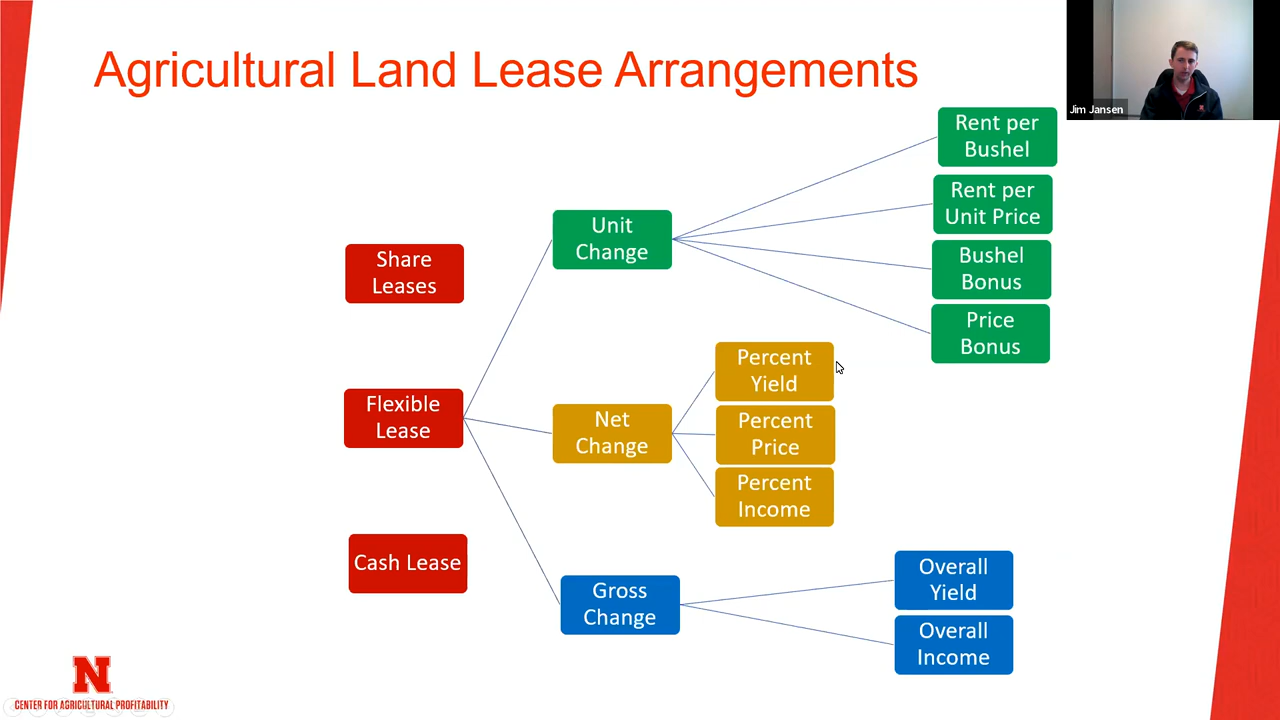 Agricultural Land Lease Arrangements
Jim Jansen
Share
Leases
Flexible
Lease
Cash Lease
Unit
Change
Net
Change
Gross
Change
Rent per
Bushel
Rent per
Unit Price
Bushel
Bonus
Price
Bonus
Percent
Yield
Percent
Price
Percent
Income
Overall
Yield
Overall
Income
N
CENTER FOR AGRICULTURAL PROFITABILITY